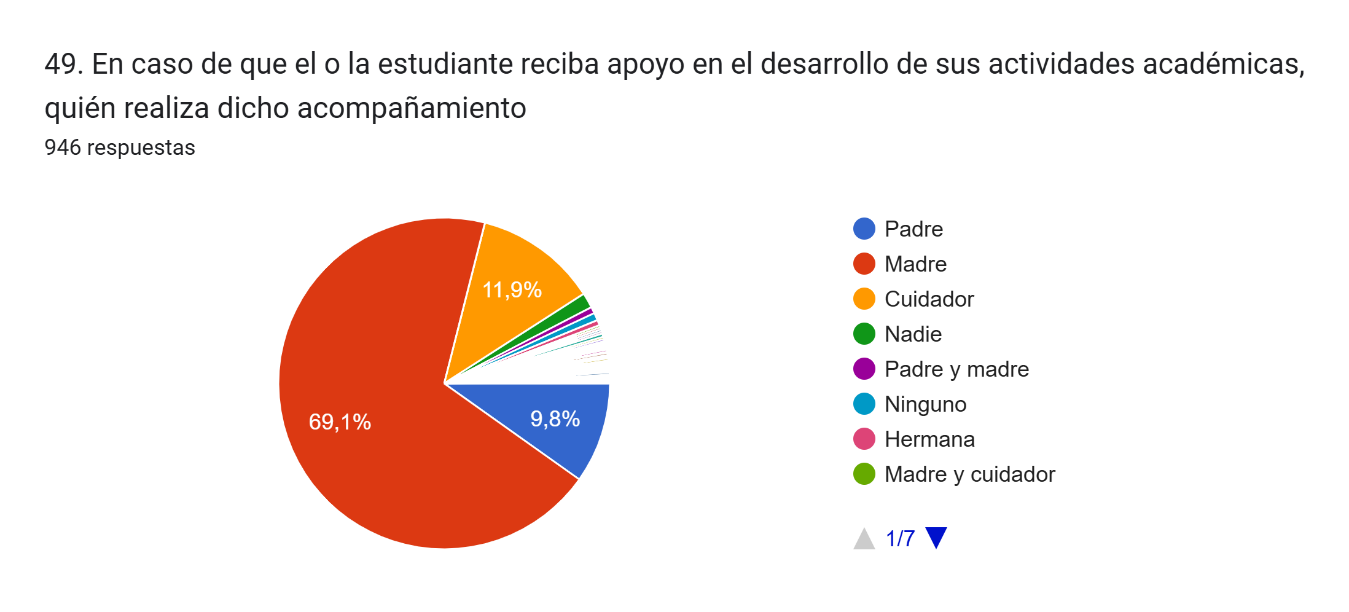 49. En caso de que el o la estudiante reciba apoyo en el desarrollo de sus actividades académicas,
quién realiza dicho acompañamiento
946 respuestas
11,9%
69,1%
9,8%
Padre
Madre
Cuidador
Nadie
Padre y madre
Ninguno
Hermana
Madre y cuidador
1/7